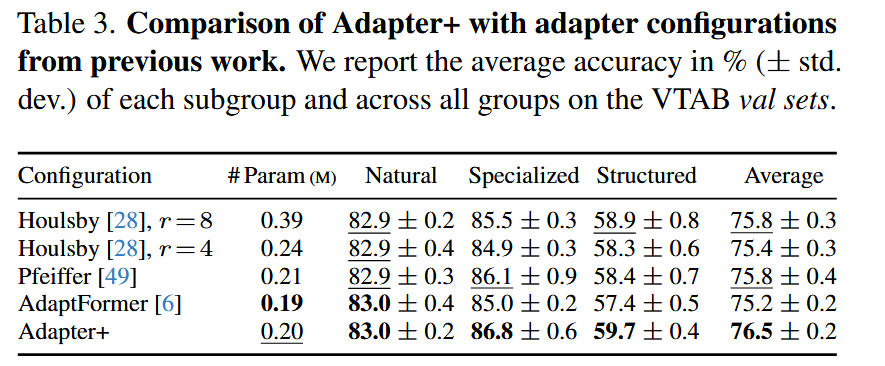 Table 3. Comparison of Adapter+ with adapter configurations
from previous work. We report the average accuracy in % (± std.
dev.) of each subgroup and across all groups on the VTAB val sets.
Configuration # Param (M) Natural Specialized Structured Average
Houlsby [28], r = 8 0.39 82.9 ± 0.2 85.5 ± 0.3 58.9 ± 0.8 75.8 ± 0.3
Houlsby [28], r = 4 0.24 82.9 ± 0.4 84.9 ± 0.3 58.3 ± 0.6 75.4 ± 0.3
Pfeiffer [49] 0.21 82.9 ± 0.3 86.1 ± 0.9 58.4 ± 0.7 75.8 ± 0.4
AdaptFormer [6] 0.19 83.0 ± 0.4 85.0 ± 0.2 57.4 ± 0.5 75.2 ± 0.2
Adapter+ 0.20 83.0 ± 0.2 86.8 ± 0.6 59.7 ± 0.4 76.5 ± 0.2